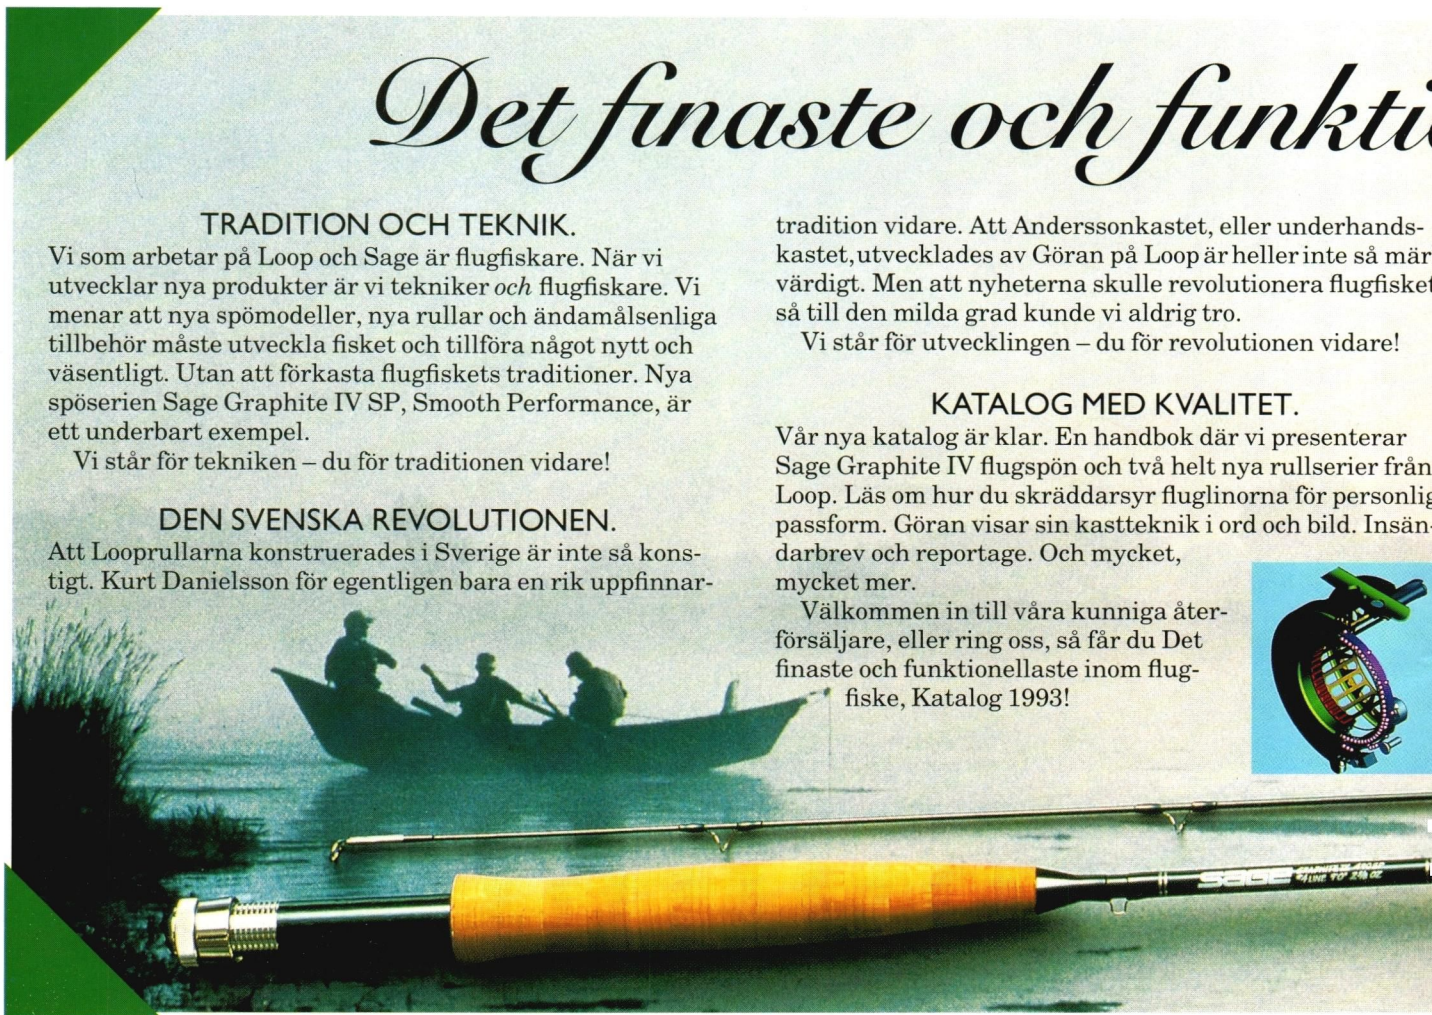 Det finaste och funkti
TRADITION OCH TEKNIK.
Vi som arbetar på Loop och Sage är flugfiskare. När vi
utvecklar nya produkter är vi tekniker och flugfiskare. Vi
menar att nya spömodeller, nya rullar och ändamålsenliga
tillbehör måste utveckla fisket och tillföra något nytt och
väsentligt. Utan att förkasta flugfiskets traditioner. Nya
spöserien Sage Graphite IV SP, Smooth Performance, är
ett underbart exempel.
Vi står för tekniken – du för traditionen vidare!
DEN SVENSKA REVOLUTIONEN.
Att Looprullarna konstruerades i Sverige är inte så kons-
tigt. Kurt Danielsson för egentligen bara en rik uppfinnar-
tradition vidare. Att Anderssonkastet, eller underhands-
kastet, utvecklades av Göran på Loop är heller inte så mär
värdigt. Men att nyheterna skulle revolutionera flugfisket
så till den milda grad kunde vi aldrig tro.
Vi står för utvecklingen – du för revolutionen vidare!
KATALOG MED KVALITET.
Vår nya katalog är klar. En handbok där vi presenterar
Sage Graphite IV flugspön och två helt nya rullserier från
Loop. Läs om hur du skräddarsyr fluglinorna för personlig
passform. Göran visar sin kastteknik i ord och bild. Insän-
darbrev och reportage. Och mycket,
mycket mer.
Välkommen in till våra kunniga åter-
försäljare, eller ring oss, så får du Det
finaste och funktionellaste inom flug-
fiske, Katalog 1993!
SAGE